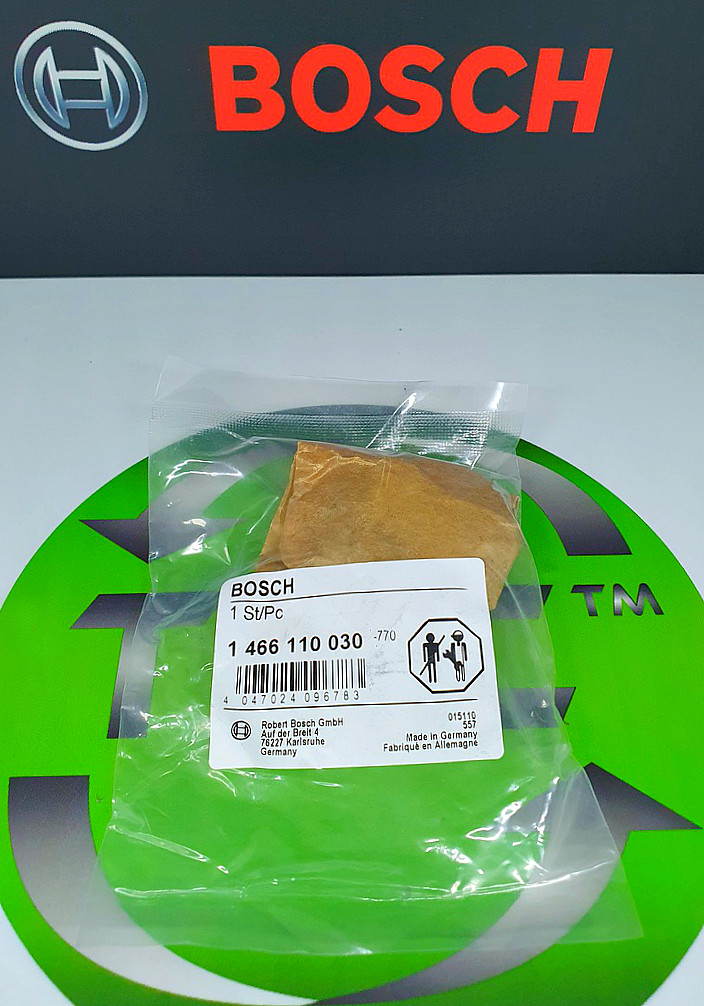 BOSCH
TM
BOSCH
1 St/Pc
1 466 110 030 -770
4 047024 096783
Robert Bosch GmbH
Auf der Breit 4
76227 Karlsruhe
Germany
015110
557
Made in Germany
Fabriqué en Allemagne